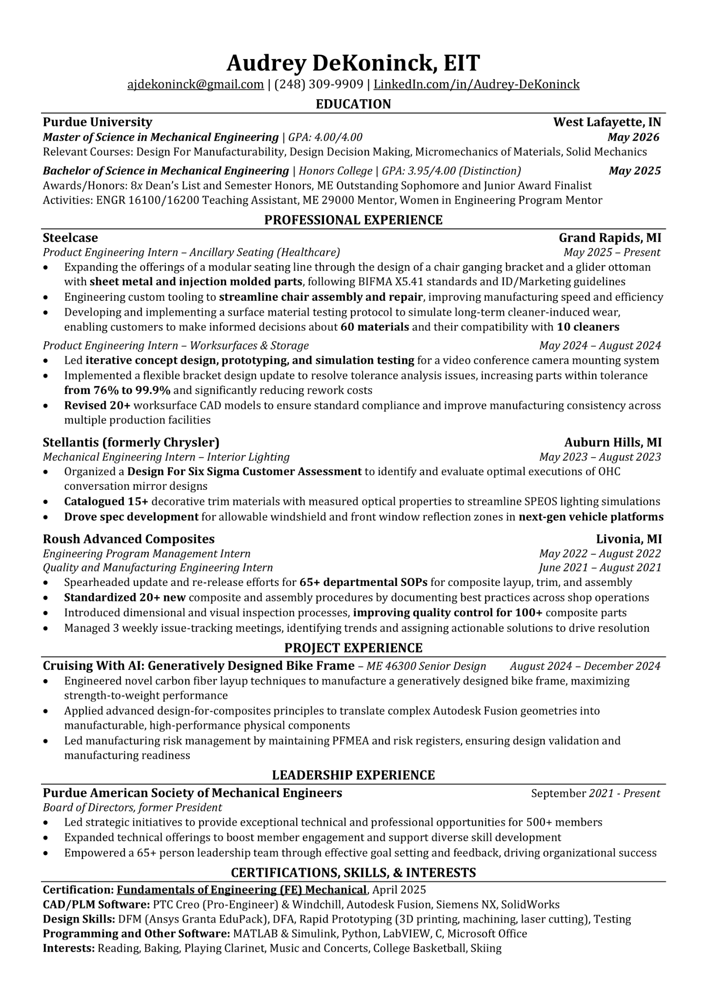 Audrey DeKoninck, EIT
ajdekoninck@gmail.com | (248) 309-9909 | LinkedIn.com/in/Audrey-DeKoninck
EDUCATION
Purdue University West Lafayette, IN
Master of Science in Mechanical Engineering | GPA: 4.00/4.00 May 2026
Relevant Courses: Design For Manufacturability, Design Decision Making, Micromechanics of Materials, Solid Mechanics
Bachelor of Science in Mechanical Engineering | Honors College | GPA: 3.95/4.00 (Distinction) May 2025
Awards/Honors: 8x Dean’s List and Semester Honors, ME Outstanding Sophomore and Junior Award Finalist
Activities: ENGR 16100/16200 Teaching Assistant, ME 29000 Mentor, Women in Engineering Program Mentor
PROFESSIONAL EXPERIENCE
Steelcase Grand Rapids, MI
Product Engineering Intern – Ancillary Seating (Healthcare) May 2025 – Present
• Expanding the offerings of a modular seating line through the design of a chair ganging bracket and a glider ottoman
with sheet metal and injection molded parts, following BIFMA X5.41 standards and ID/Marketing guidelines
• Engineering custom tooling to streamline chair assembly and repair, improving manufacturing speed and efficiency
• Developing and implementing a surface material testing protocol to simulate long-term cleaner-induced wear,
enabling customers to make informed decisions about 60 materials and their compatibility with 10 cleaners
Product Engineering Intern – Worksurfaces & Storage May 2024 – August 2024
• Led iterative concept design, prototyping, and simulation testing for a video conference camera mounting system
• Implemented a flexible bracket design update to resolve tolerance analysis issues, increasing parts within tolerance
from 76% to 99.9% and significantly reducing rework costs
• Revised 20+ worksurface CAD models to ensure standard compliance and improve manufacturing consistency across
multiple production facilities
Stellantis (formerly Chrysler) Auburn Hills, MI
Mechanical Engineering Intern – Interior Lighting May 2023 – August 2023
• Organized a Design For Six Sigma Customer Assessment to identify and evaluate optimal executions of OHC
conversation mirror designs
• Catalogued 15+ decorative trim materials with measured optical properties to streamline SPEOS lighting simulations
• Drove spec development for allowable windshield and front window reflection zones in next-gen vehicle platforms
Roush Advanced Composites Livonia, MI
Engineering Program Management Intern May 2022 – August 2022
Quality and Manufacturing Engineering Intern June 2021 – August 2021
• Spearheaded update and re-release efforts for 65+ departmental SOPs for composite layup, trim, and assembly
• Standardized 20+ new composite and assembly procedures by documenting best practices across shop operations
• Introduced dimensional and visual inspection processes, improving quality control for 100+ composite parts
• Managed 3 weekly issue-tracking meetings, identifying trends and assigning actionable solutions to drive resolution
PROJECT EXPERIENCE
Cruising With AI: Generatively Designed Bike Frame – ME 46300 Senior Design August 2024 – December 2024
• Engineered novel carbon fiber layup techniques to manufacture a generatively designed bike frame, maximizing
strength-to-weight performance
• Applied advanced design-for-composites principles to translate complex Autodesk Fusion geometries into
manufacturable, high-performance physical components
• Led manufacturing risk management by maintaining PFMEA and risk registers, ensuring design validation and
manufacturing readiness
LEADERSHIP EXPERIENCE
Purdue American Society of Mechanical Engineers September 2021 - Present
Board of Directors, former President
• Led strategic initiatives to provide exceptional technical and professional opportunities for 500+ members
• Expanded technical offerings to boost member engagement and support diverse skill development
• Empowered a 65+ person leadership team through effective goal setting and feedback, driving organizational success
CERTIFICATIONS, SKILLS, & INTERESTS
Certification: Fundamentals of Engineering (FE) Mechanical, April 2025
CAD/PLM Software: PTC Creo (Pro-Engineer) & Windchill, Autodesk Fusion, Siemens NX, SolidWorks
Design Skills: DFM (Ansys Granta EduPack), DFA, Rapid Prototyping (3D printing, machining, laser cutting), Testing
Programming and Other Software: MATLAB & Simulink, Python, LabVIEW, C, Microsoft Office
Interests: Reading, Baking, Playing Clarinet, Music and Concerts, College Basketball, Skiing